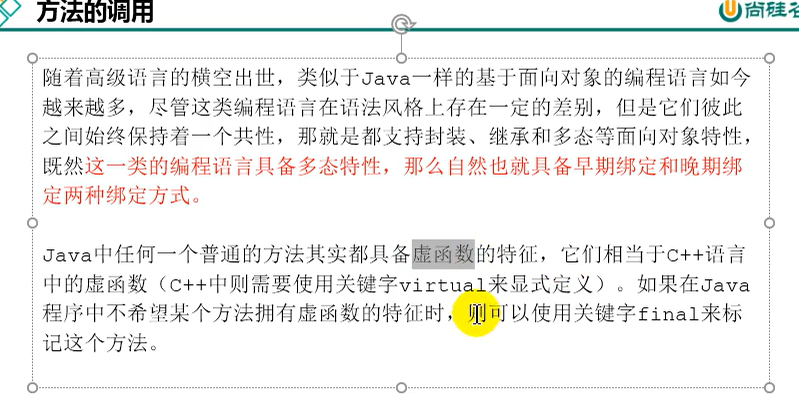 方法的调用
尚硅谷
随着高级语言的横空出世，类似于Java一样的基于面向对象的编程语言如今
越来越多，尽管这类编程语言在语法风格上存在一定的差别，但是它们彼此
之间始终保持着一个共性，那就是都支持封装、继承和多态等面向对象特性，
既然这一类的编程语言具备多态特性，那么自然也就具备早期绑定和晚期绑
定两种绑定方式。
Java中任何一个普通的方法其实都具备虚函数的特征，它们相当于C++语言
中的虚函数（C++中则需要使用关键字virtual来显式定义）。如果在Java
程序中不希望某个方法拥有虚函数的特征时，则可以使用关键字final来标
记这个方法。